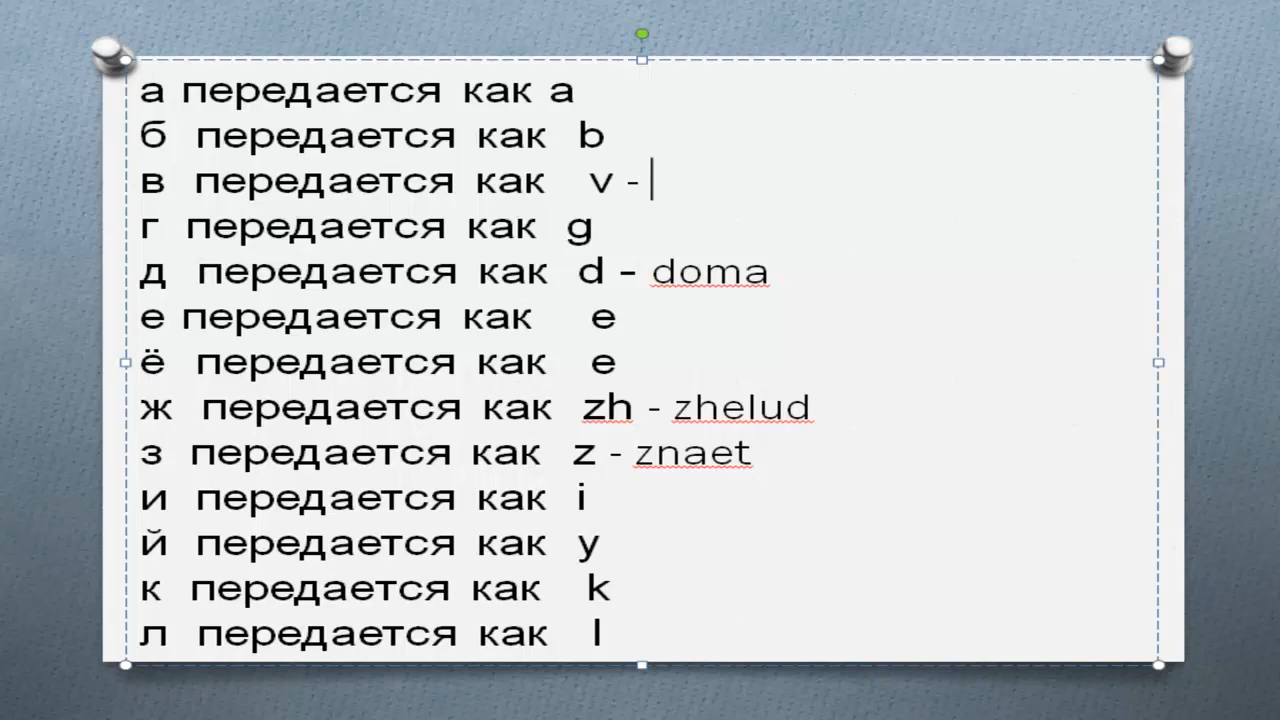 а передается как a
б передается как b
в передается как v -
г передается как g
д передается как d – doma
е передается как e
ё передается как e
ж передается как zh - zhelud
з передается как z - znaet
и передается как i
й передается как y
к передается как k
л передается как l